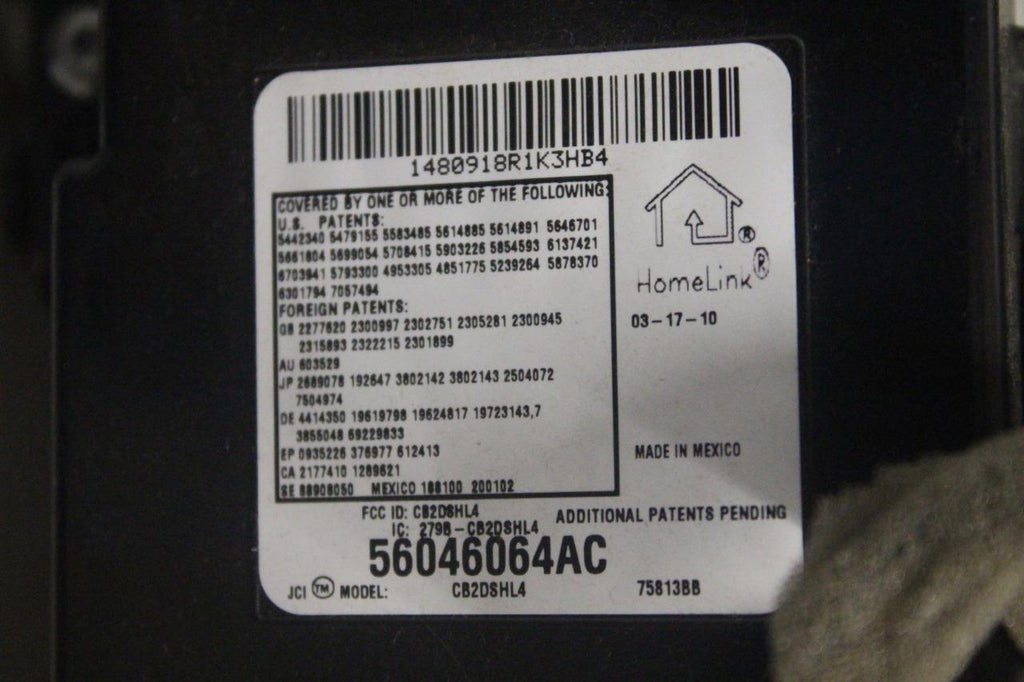 1480918R1K3HB4
COVERED BY ONE OR MORE OF THE FOLLOWING:
U.S. PATENTS:
5442340 5479155 5583485 5614885 5614891 5646701
5661804 5699054 5708415 5903226 5854593 6137421
6703941 5793300 4953305 4851775 5239264 5878370
6301794 7057494
FOREIGN PATENTS:
GB 2277620 2300997 2302751 2305281 2300945
2315893 2322215 2301899
AU 603529
JP 2689078 192647 3802142 3802143 2504072
7504974
DE 4414350 19619798 19624817 19723143,7
3855048 69229833
EP 0935226 376977 612413
CA 2177410 1289621
SE 88908050 MEXICO 188100 200102
®
HomeLink®
03-17-10
MADE IN MEXICO
FCC ID: CB2DSHL4
ADDITIONAL PATENTS PENDING
IC: 279B-CB2DSHL4
56046064AC
JCI TM MODEL: CB2DSHL4 75813BB